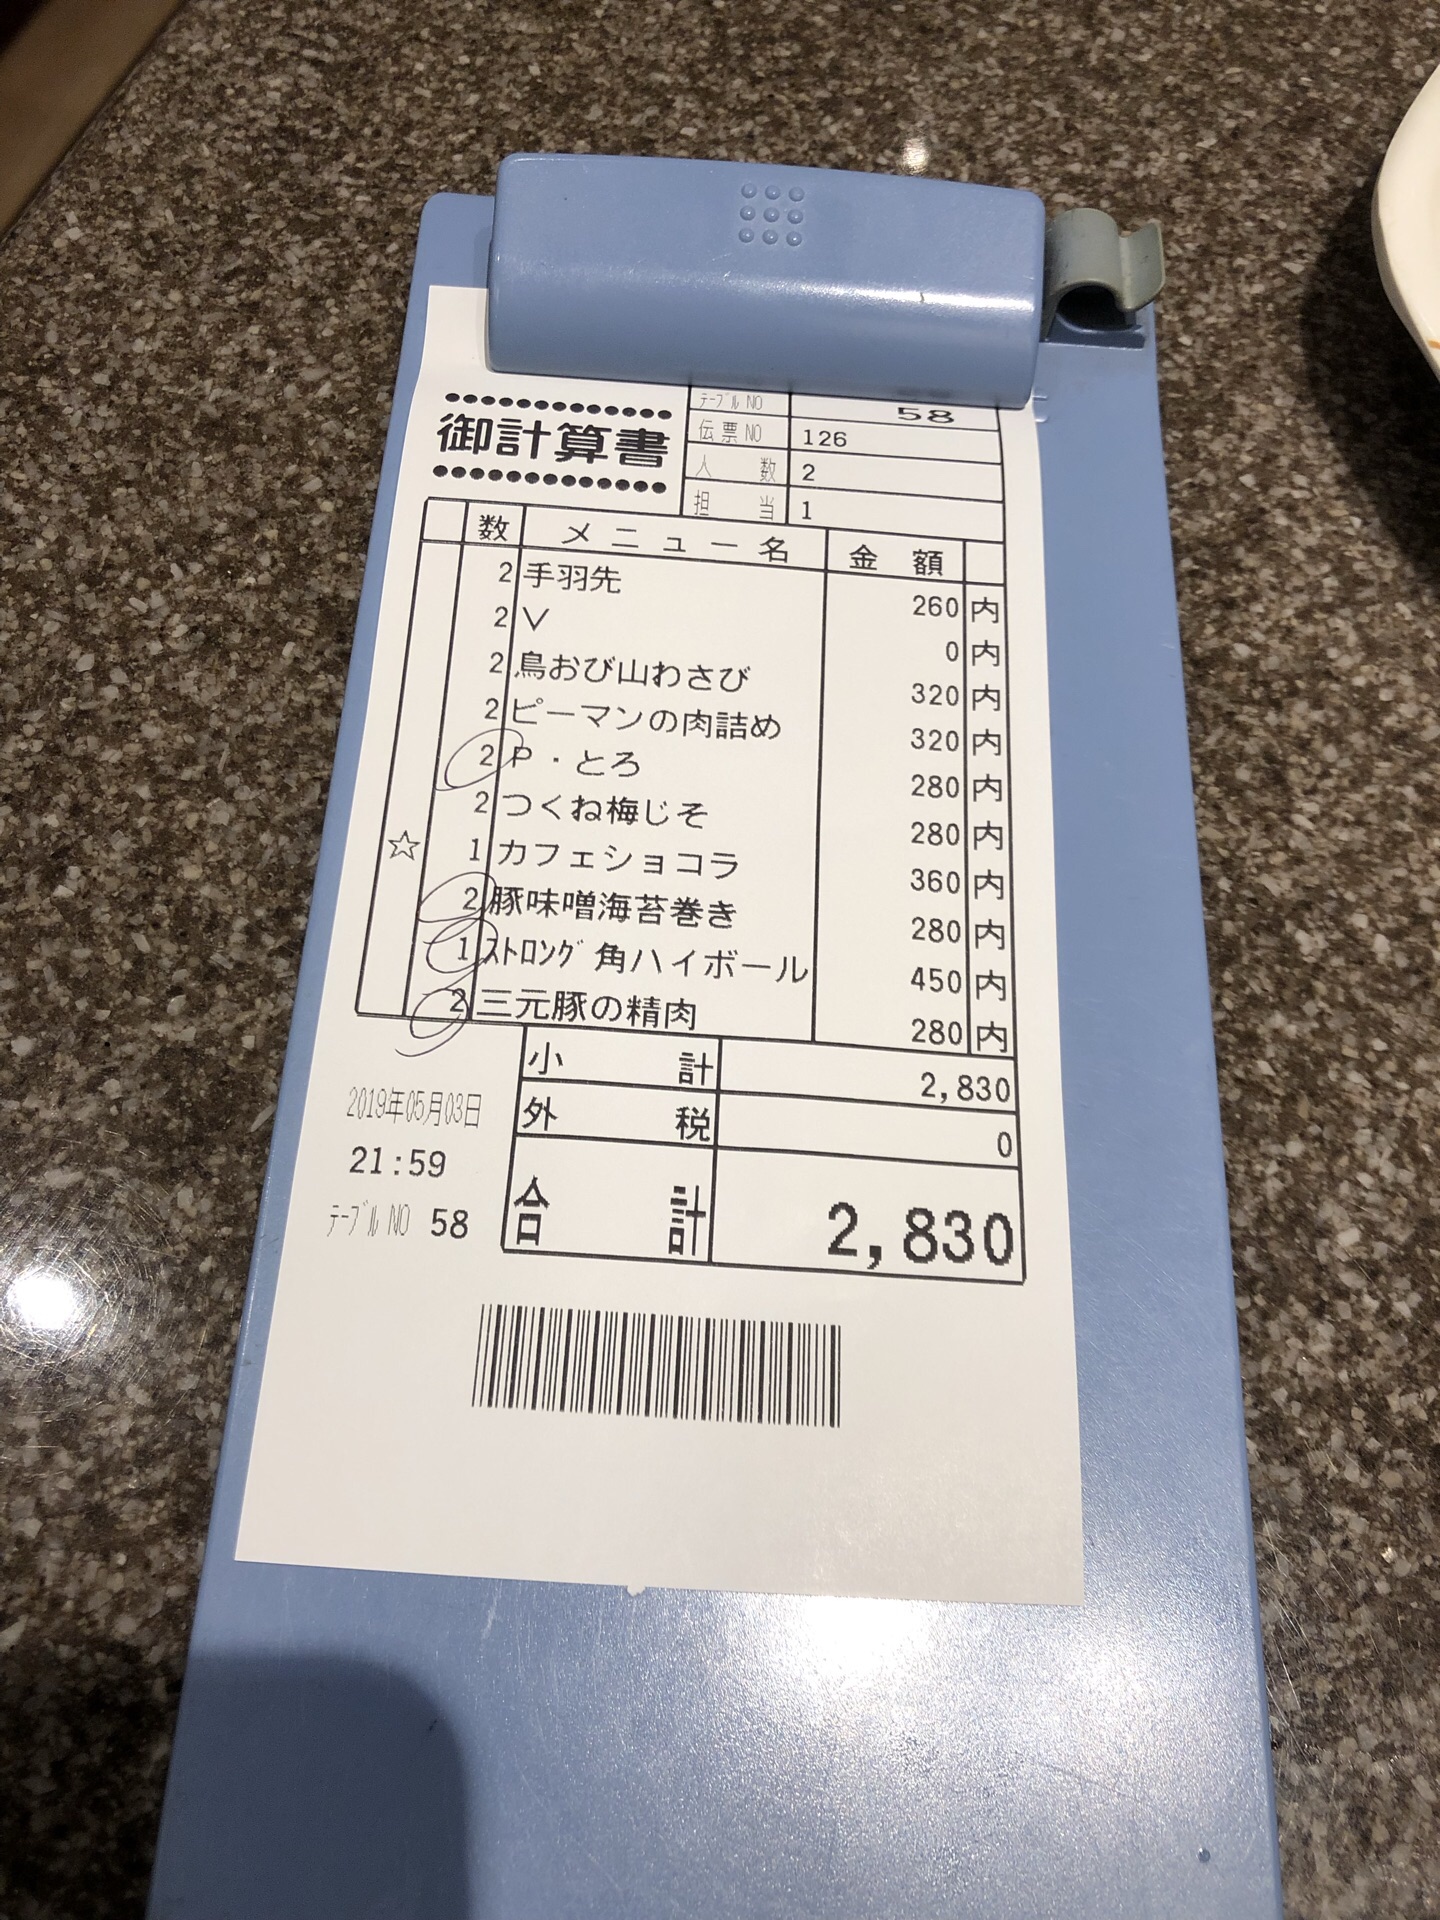 テーブルNO 58
御計算書
伝票NO 126
人数 2
担当 1
数 メニュー名 金額
2 手羽先 260 内
2 V 0 内
2 鳥おび山わさび 320 内
2 ピーマンの肉詰め 320 内
2 P・とろ 280 内
2 つくね梅じそ 280 内
☆ 1 カフェショコラ 360 内
2 豚味噌海苔巻き 280 内
1 ストロング角ハイボール 450 内
2 三元豚の精肉 280 内
小計 2,830
外税 0
合計 2,830
2019年05月03日
21:59
テーブルNO 58